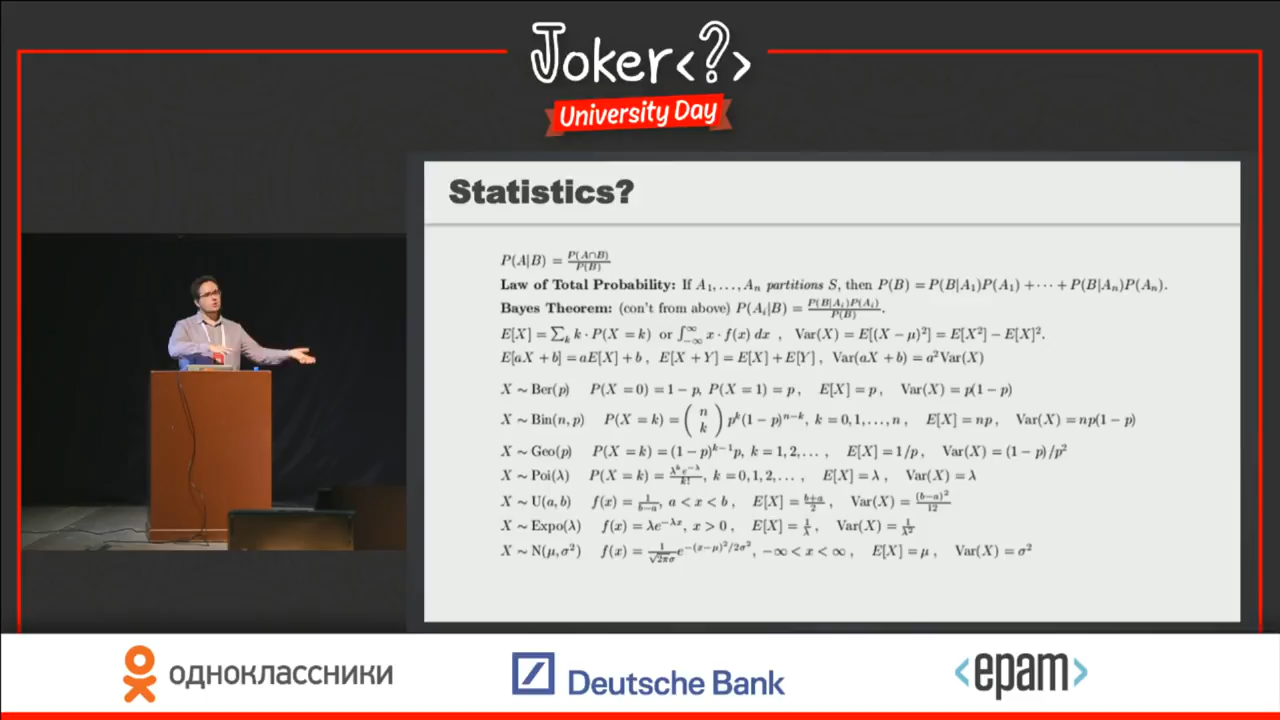 Joker<?>
University Day
Statistics?
P(A|B) = P(A∩B)/P(B)
Law of Total Probability: If A₁, …, Aₙ partitions S, then P(B) = P(B|A₁)P(A₁) + ··· + P(B|Aₙ)P(Aₙ).
Bayes Theorem: (con't from above) P(Aᵢ|B) = P(B|Aᵢ)P(Aᵢ)/P(B).
E[X] = ∑ₖ k · P(X = k) or ∫₋∞^∞ x · f(x) dx , Var(X) = E[(X − μ)²] = E[X²] − E[X]².
E[aX + b] = aE[X] + b , E[X + Y] = E[X] + E[Y] , Var(aX + b) = a²Var(X)
X ∼ Ber(p) P(X = 0) = 1 − p, P(X = 1) = p , E[X] = p , Var(X) = p(1 − p)
X ∼ Bin(n, p) P(X = k) = (n k) pᵏ(1 − p)ⁿ⁻ᵏ, k = 0, 1, …, n , E[X] = np , Var(X) = np(1 − p)
X ∼ Geo(p) P(X = k) = (1 − p)ᵏ⁻¹p, k = 1, 2, … , E[X] = 1/p , Var(X) = (1 − p)/p²
X ∼ Poi(λ) P(X = k) = λᵏe^−λ/k!, k = 0, 1, 2, … , E[X] = λ , Var(X) = λ
X ∼ U(a, b) f(x) = 1/(b−a), a < x < b , E[X] = (b+a)/2 , Var(X) = (b−a)²/12
X ∼ Expo(λ) f(x) = λe^−λx, x > 0 , E[X] = 1/λ , Var(X) = 1/λ²
X ∼ N(μ, σ²) f(x) = 1/(√2πσ) e^−(x−μ)²/2σ², −∞ < x < ∞ , E[X] = μ , Var(X) = σ²
одноклассники
Deutsche Bank
<epam>